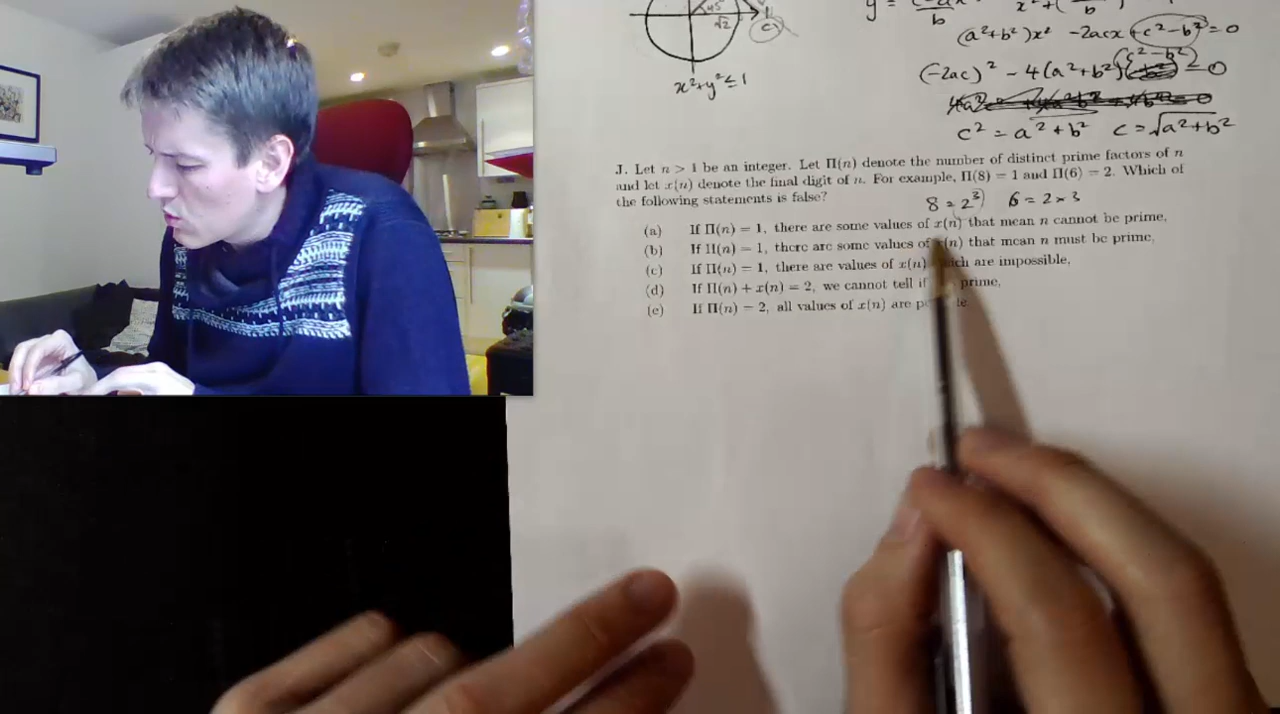 45
√2
(c)
x²+y² ≤ 1
y =
b
(a²+b²)x² -2acx +c²-b² = 0
(-2ac)² - 4(a²+b²)(c²-b²) = 0
c² = a² + b² c = √a²+b²
J. Let n > 1 be an integer. Let Π(n) denote the number of distinct prime factors of n
and let x(n) denote the final digit of n. For example, Π(8) = 1 and Π(6) = 2. Which of
the following statements is false?
8 = 2³) 6 = 2×3
(a) If Π(n) = 1, there are some values of x(n) that mean n cannot be prime,
(b) If Π(n) = 1, there are some values of x(n) that mean n must be prime,
(c) If Π(n) = 1, there are values of x(n) which are impossible,
(d) If Π(n) + x(n) = 2, we cannot tell if prime,
(e) If Π(n) = 2, all values of x(n) are